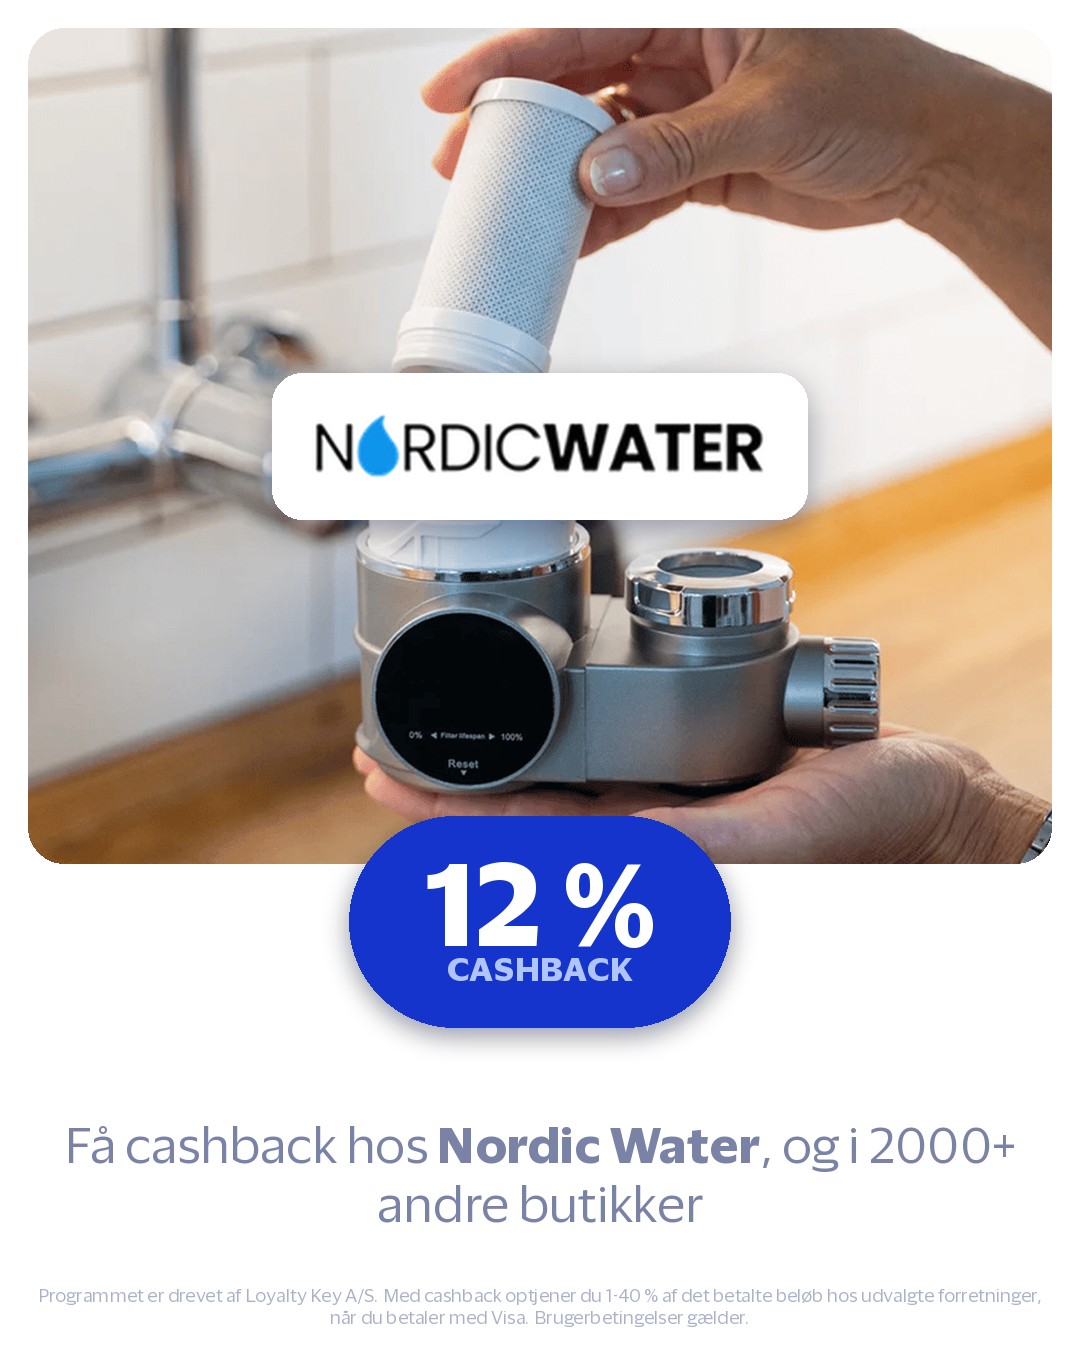 NORDICWATER
0% ◀ Filter lifespan ▶ 100%
Reset
▼
12 %
CASHBACK
Få cashback hos Nordic Water, og i 2000+
andre butikker
Programmet er drevet af Loyalty Key A/S. Med cashback optjener du 1-40 % af det betalte beløb hos udvalgte forretninger,
når du betaler med Visa. Brugerbetingelser gælder.